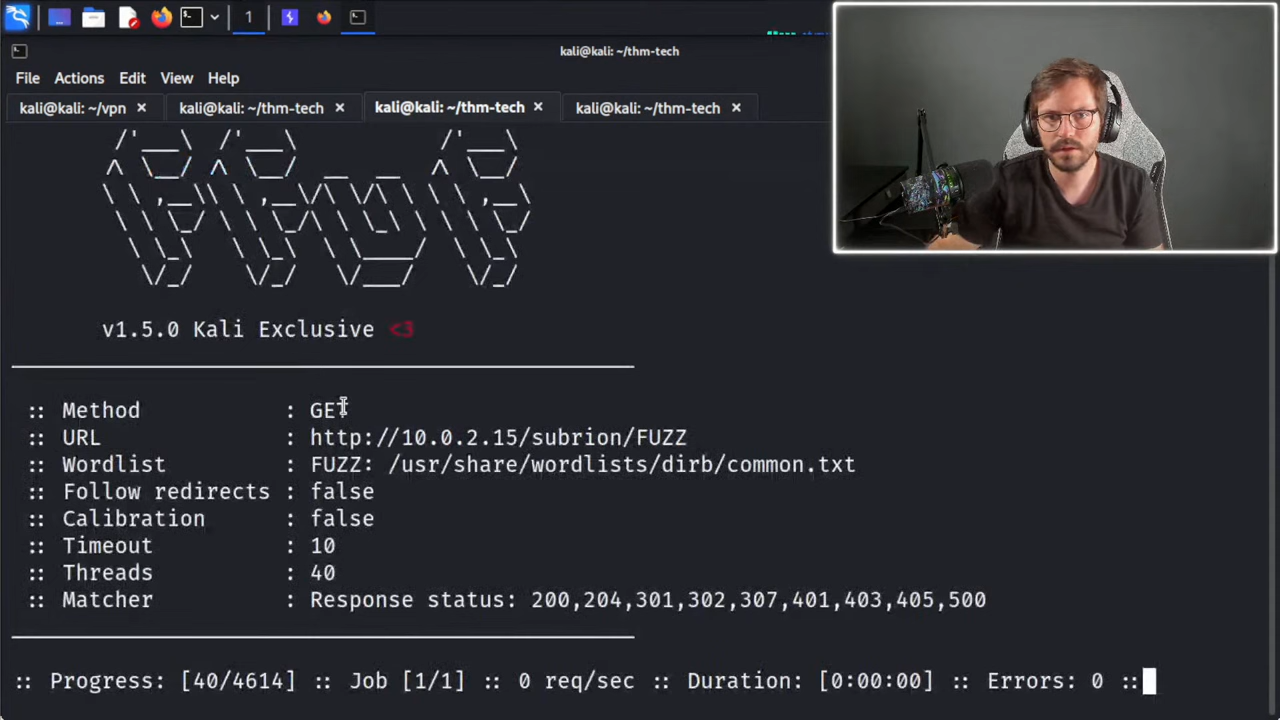 1
kali@kali: ~/thm-tech
File Actions Edit View Help
kali@kali: ~/vpn kali@kali: ~/thm-tech kali@kali: ~/thm-tech kali@kali: ~/thm-tech
v1.5.0 Kali Exclusive <3
:: Method : GET
:: URL : http://10.0.2.15/subrion/FUZZ
:: Wordlist : FUZZ: /usr/share/wordlists/dirb/common.txt
:: Follow redirects : false
:: Calibration : false
:: Timeout : 10
:: Threads : 40
:: Matcher : Response status: 200,204,301,302,307,401,403,405,500
:: Progress: [40/4614] :: Job [1/1] :: 0 req/sec :: Duration: [0:00:00] :: Errors: 0 ::